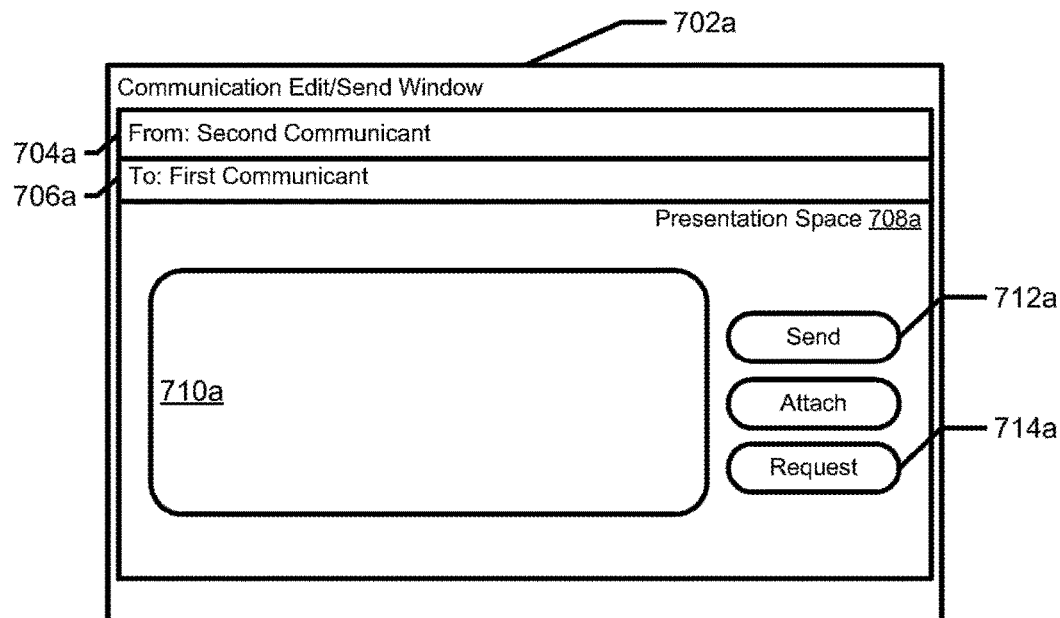 702a
Communication Edit/Send Window
From: Second Communicant
704a
To: First Communicant
706a
Presentation Space 708a
712a
Send
710a
Attach
714a
Request